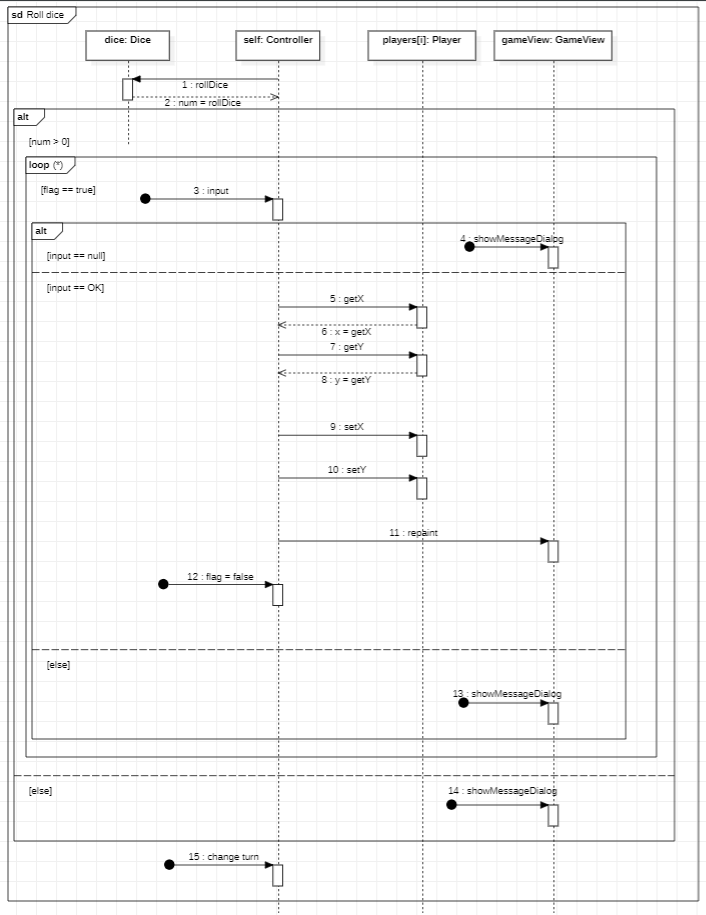 sd Roll dice
dice: Dice
self: Controller
players[i]: Player
gameView: GameView
1 : rollDice
2 : num = rollDice
alt
[num > 0]
loop (*)
[flag == true]
3 : input
alt
4 : showMessageDialog
[input == null]
[input == OK]
5 : getX
6 : x = getX
7 : getY
8 : y = getY
9 : setX
10 : setY
11 : repaint
12 : flag = false
[else]
13 : showMessageDialog
[else]
14 : showMessageDialog
15 : change turn